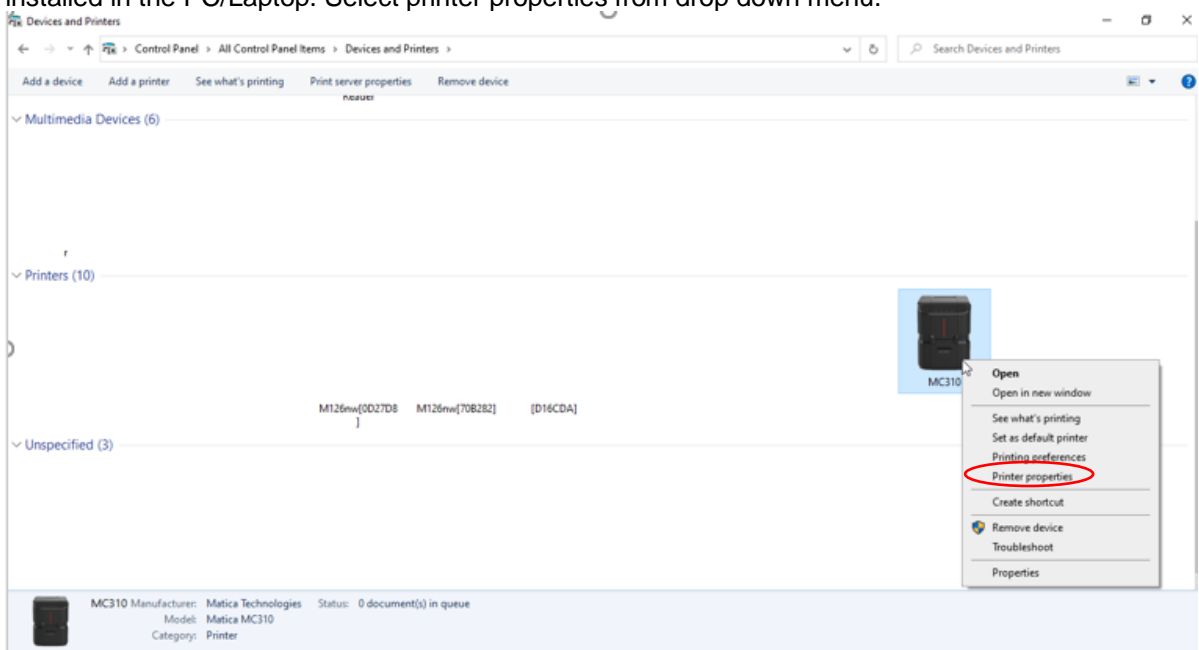 installed in the PC/Laptop. Select printer properties from drop down menu.
Devices and Printers
Control Panel > All Control Panel Items > Devices and Printers >
Search Devices and Printers
Add a device Add a printer See what's printing Print server properties Remove device
Reader
Multimedia Devices (6)
r
Printers (10)
MC310
Open
Open in new window
M126nw[0D27D8 M126nw[70B282] [D16CDA]
]
See what's printing
Set as default printer
Unspecified (3)
Printing preferences
Printer properties
Create shortcut
Remove device
Troubleshoot
Properties
MC310 Manufacturer: Matica Technologies Status: 0 document(s) in queue
Model: Matica MC310
Category: Printer